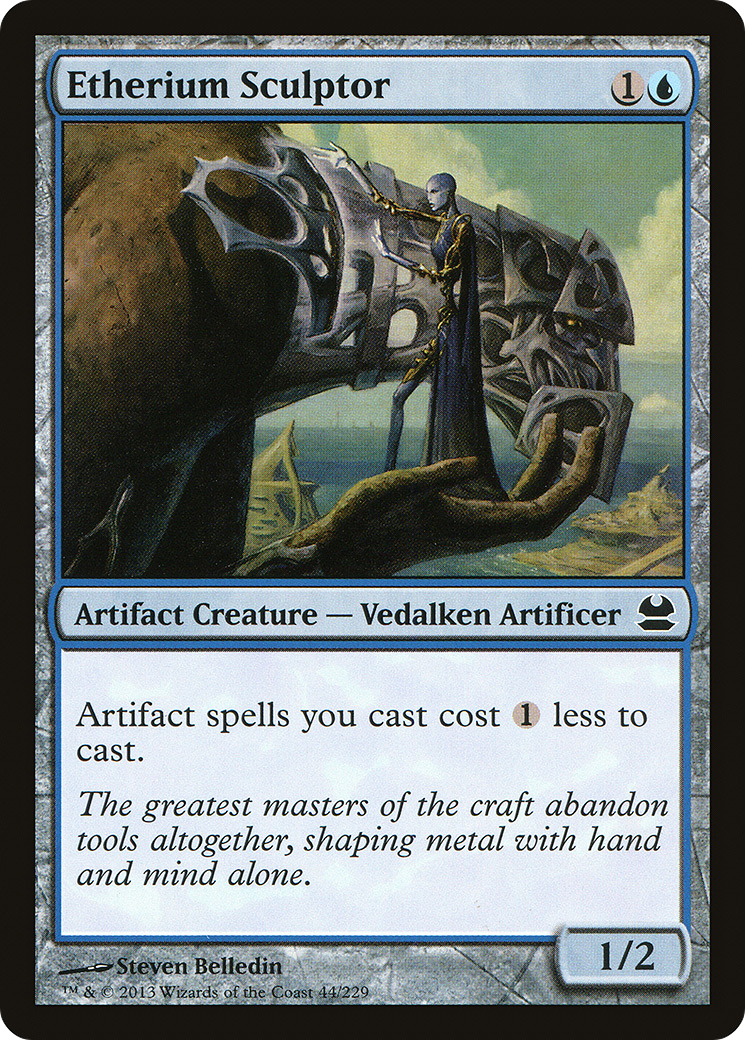 Etherium Sculptor 1
Artifact Creature — Vedalken Artificer
Artifact spells you cast cost 1 less to
cast.
The greatest masters of the craft abandon
tools altogether, shaping metal with hand
and mind alone.
1/2
Steven Belledin
™ & © 2013 Wizards of the Coast 44/229